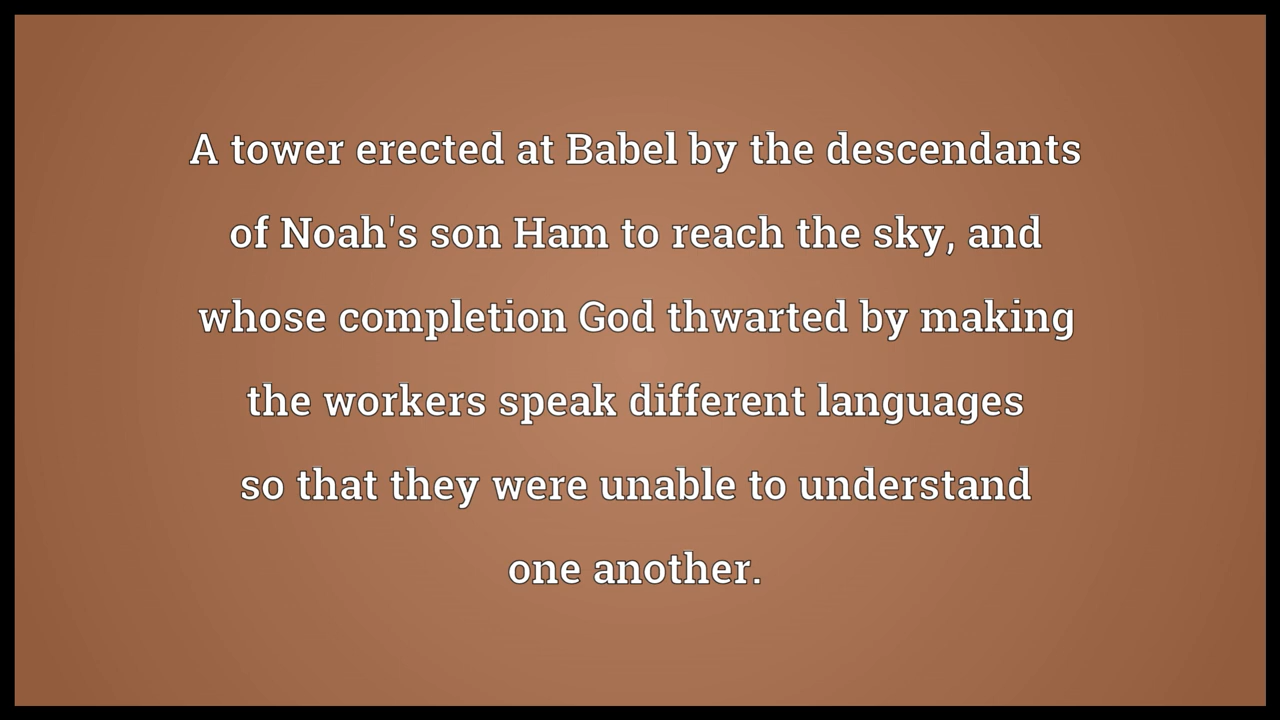 A tower erected at Babel by the descendants
of Noah's son Ham to reach the sky, and
whose completion God thwarted by making
the workers speak different languages
so that they were unable to understand
one another.